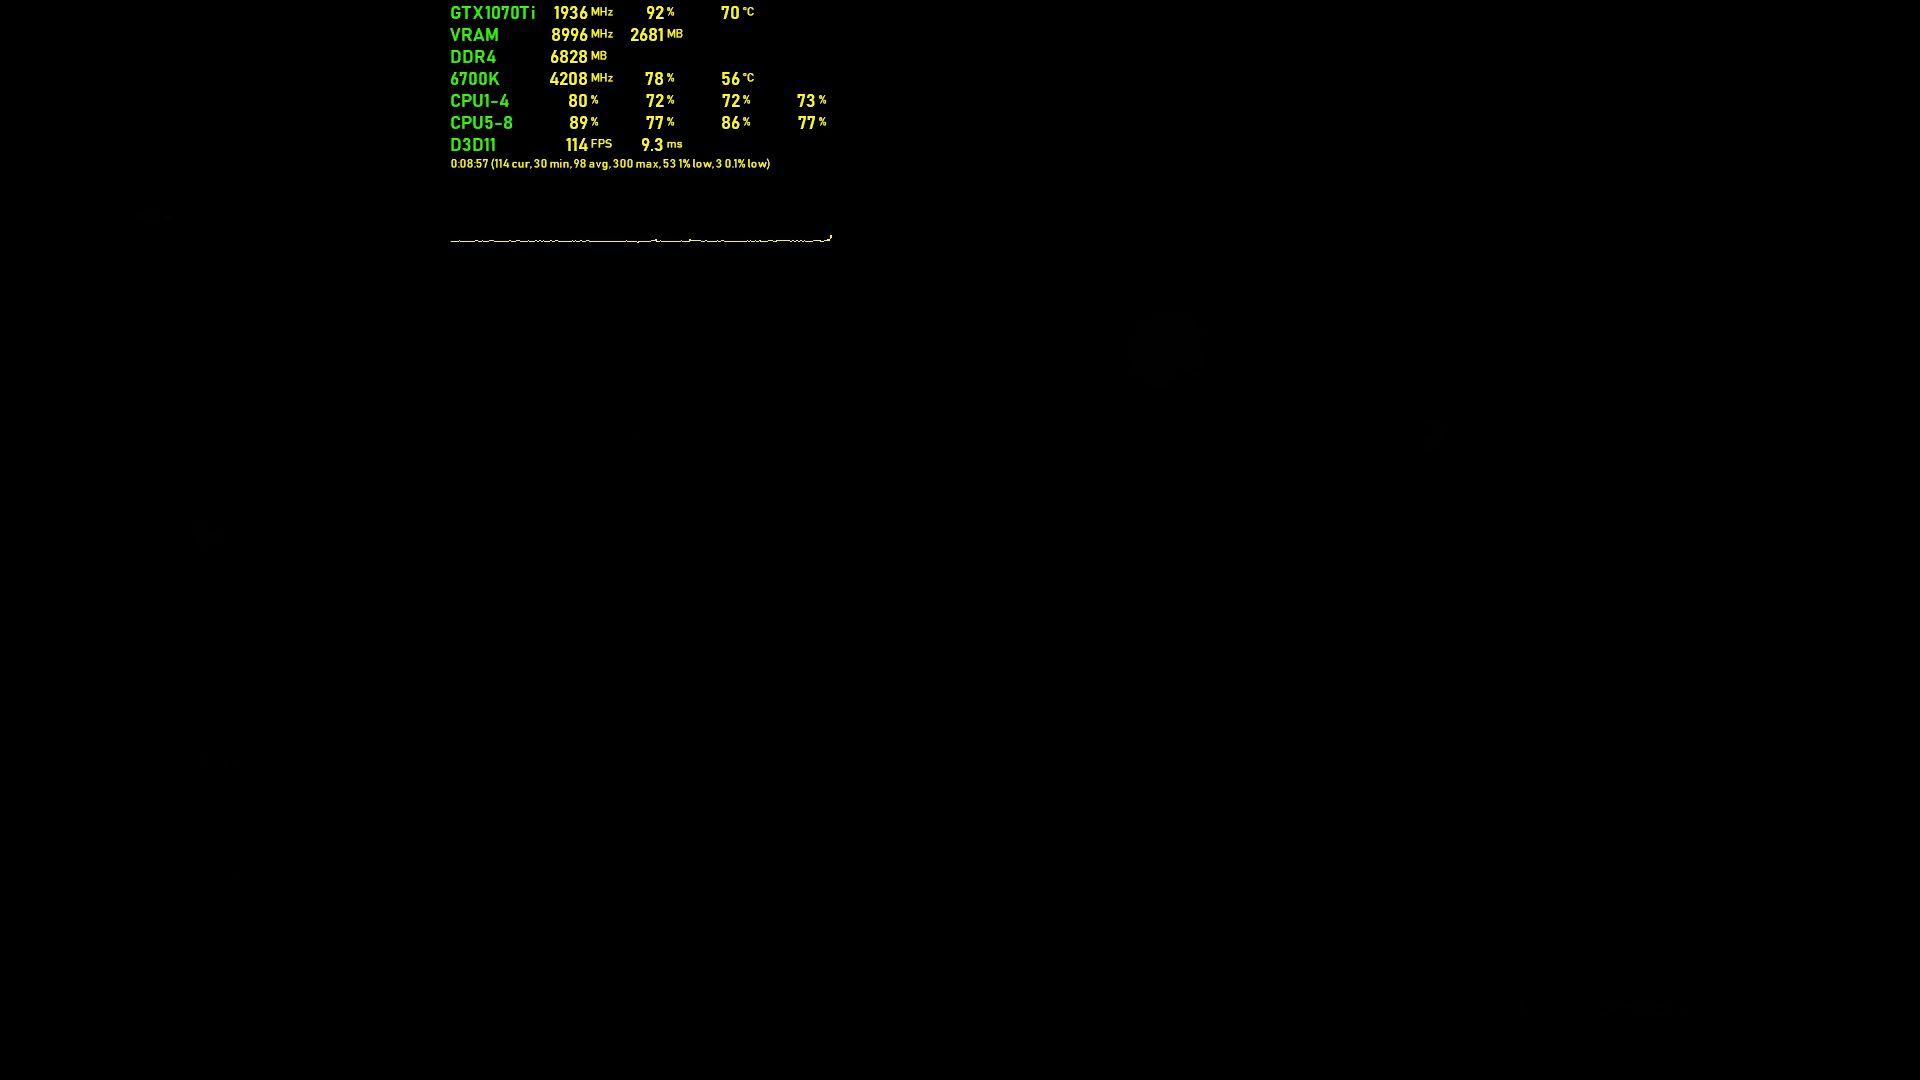 GTX1070Ti 1936 MHz 92 % 70 °C
VRAM 8996 MHz 2681 MB
DDR4 6828 MB
6700K 4208 MHz 78 % 56 °C
CPU1-4 80 % 72 % 72 % 73 %
CPU5-8 89 % 77 % 86 % 77 %
D3D11 114 FPS 9.3 ms
0:08:57 (114 cur, 30 min, 98 avg, 300 max, 53 1% low, 3 0.1% low)